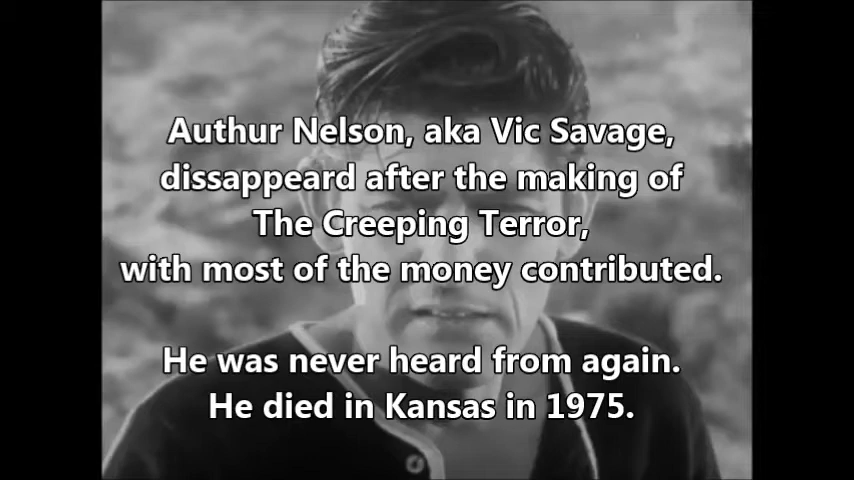 Authur Nelson, aka Vic Savage,
dissappeard after the making of
The Creeping Terror,
with most of the money contributed.
He was never heard from again.
He died in Kansas in 1975.